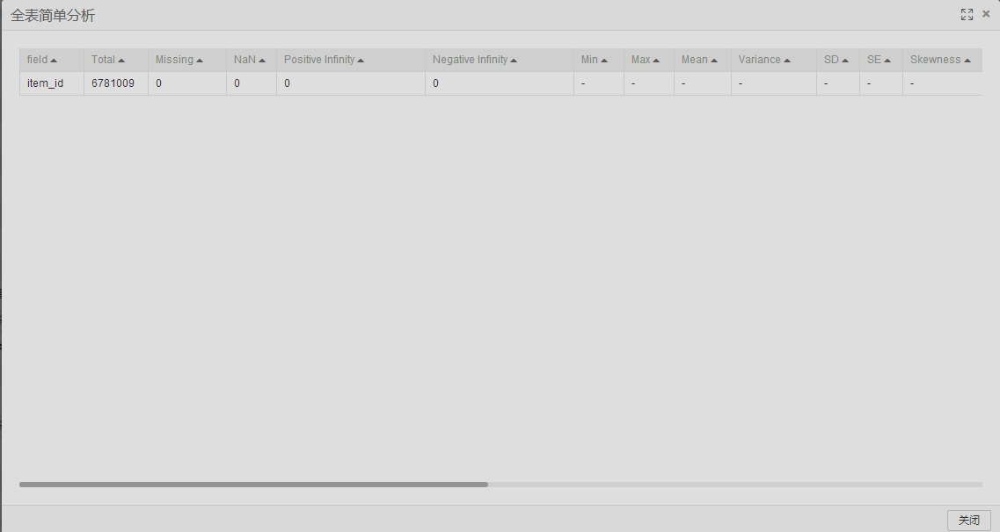 全表简单分析
field Total Missing NaN Positive Infinity Negative Infinity Min Max Mean Variance SD SE Skewness
item_id 6781009 0 0 0 0 - - - - - - -
关闭